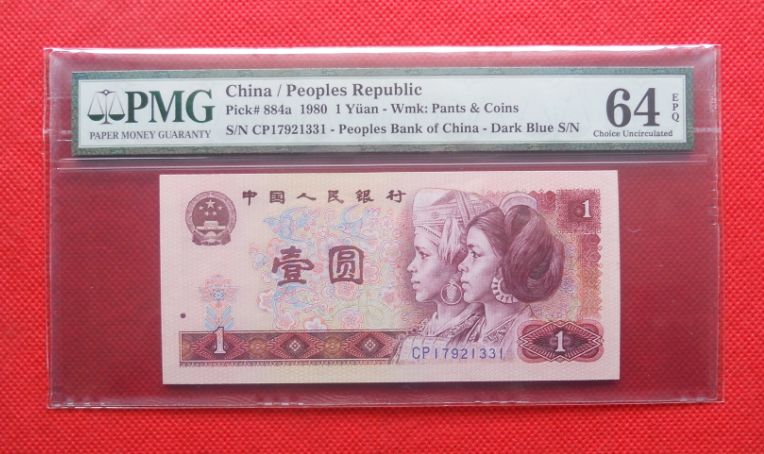 PMG
PAPER MONEY GUARANTY
China / Peoples Republic
Pick# 884a 1980 1 Yüan - Wmk: Pants & Coins
S/N CP17921331 - Peoples Bank of China - Dark Blue S/N
64 EPQ
Choice Uncirculated
中国人民银行
1
壹圆
1
CP17921331
1